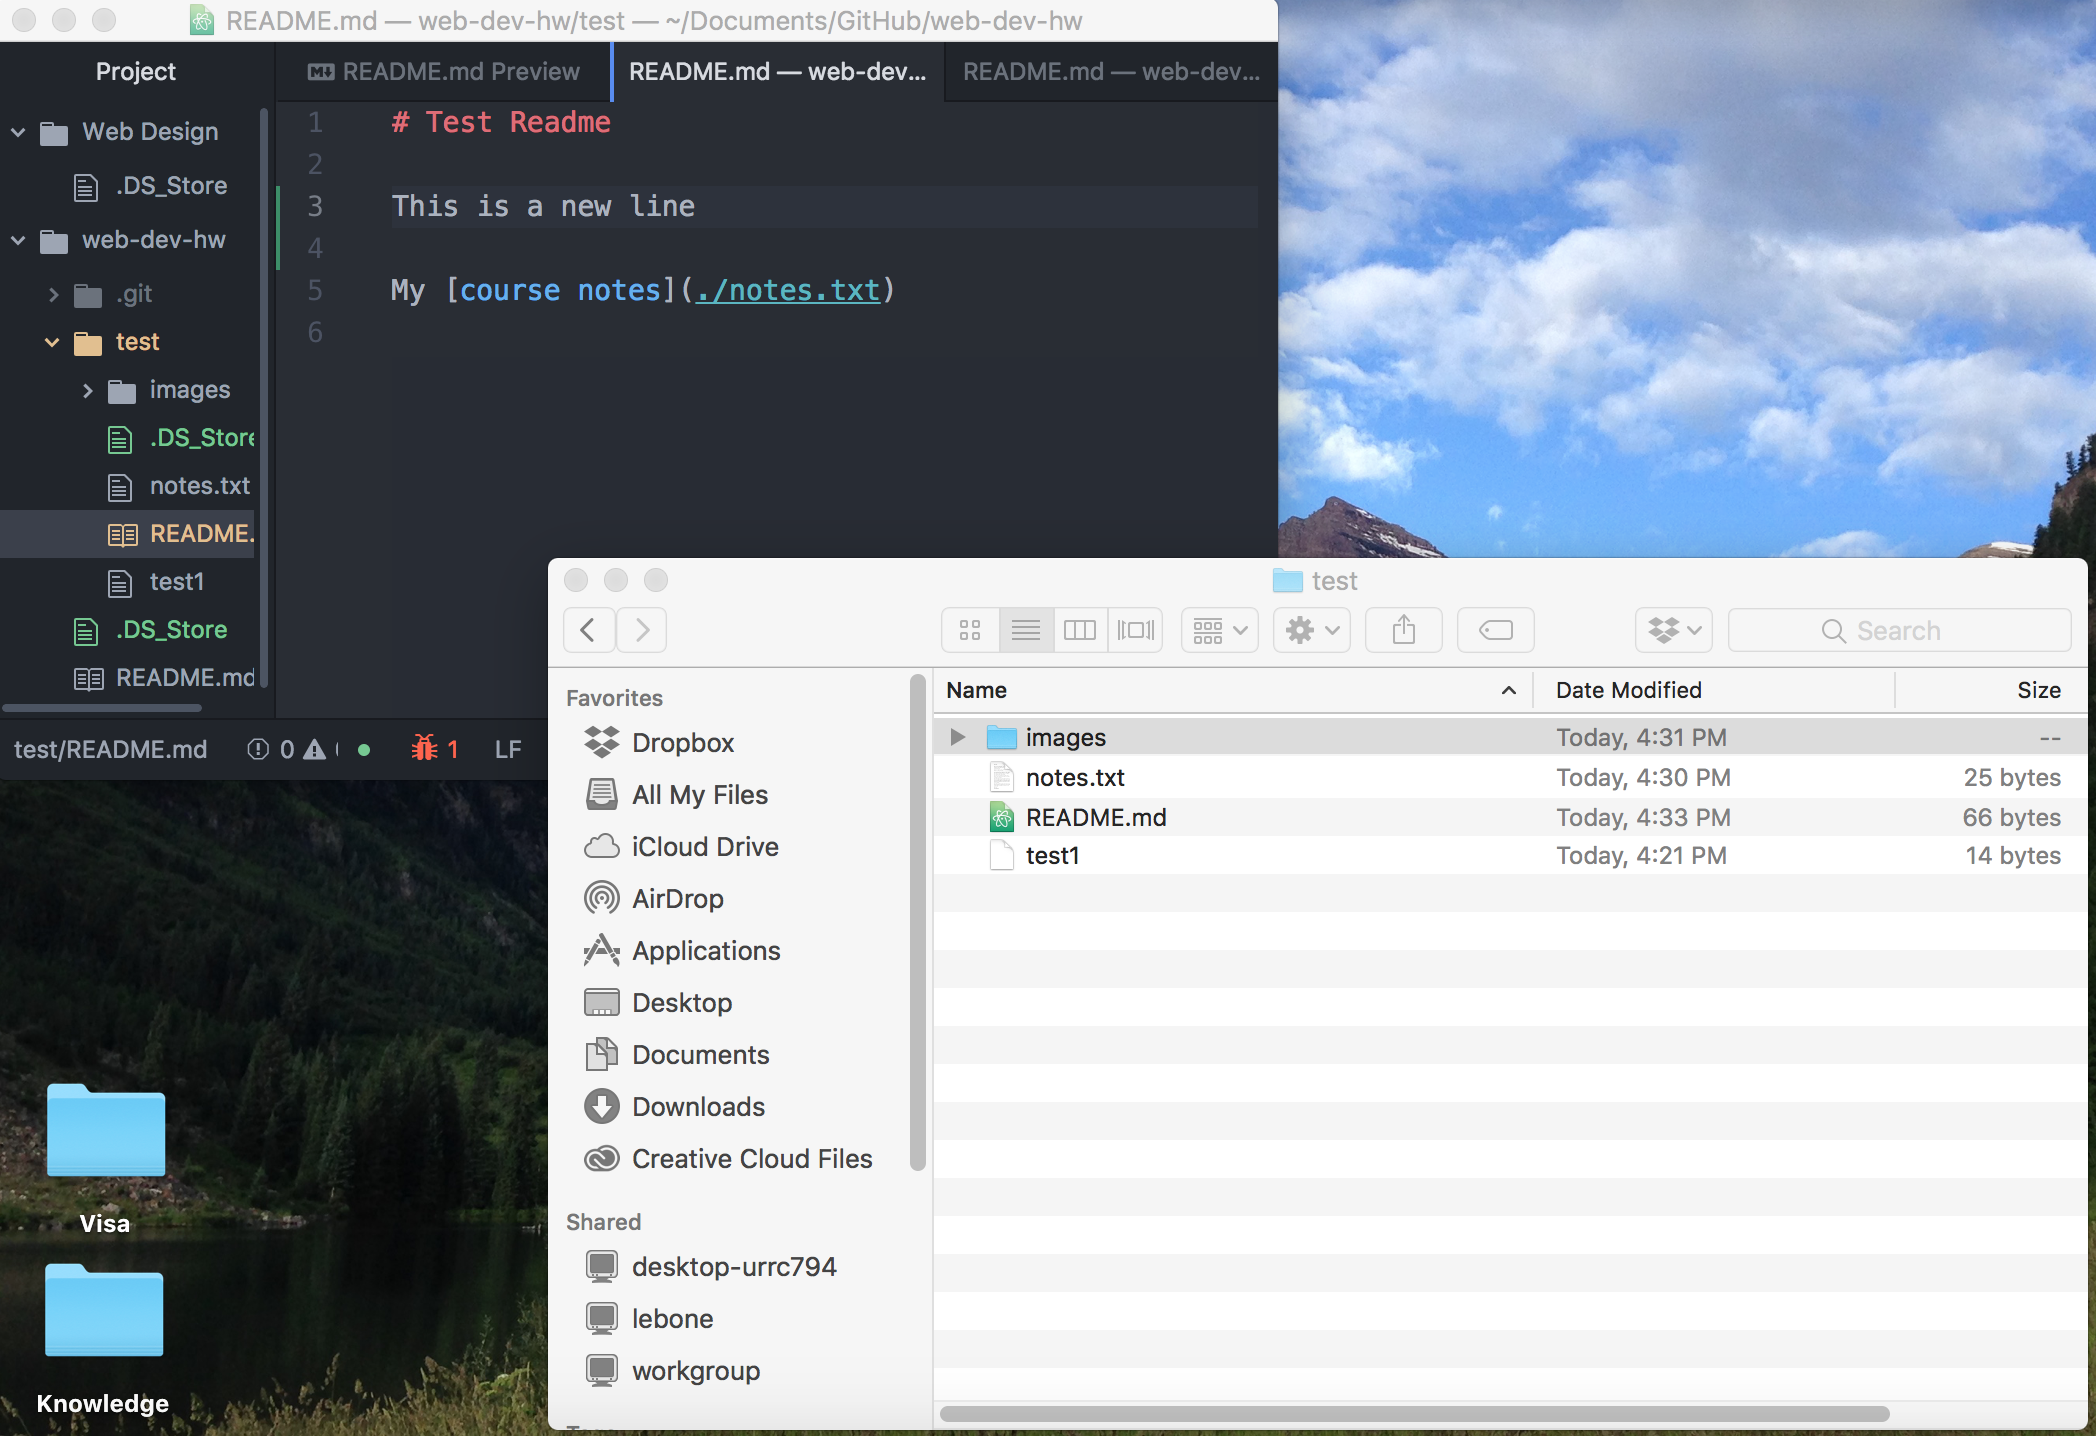 README.md — web-dev-hw/test — ~/Documents/GitHub/web-dev-hw
Project
Web Design
.DS_Store
web-dev-hw
.git
test
images
.DS_Store
notes.txt
README.
test1
.DS_Store
README.md
README.md Preview
README.md — web-dev...
README.md — web-dev...
1 # Test Readme
2
3 This is a new line
4
5 My [course notes](./notes.txt)
6
test/README.md 0 1 LF
test
Search
Favorites
Dropbox
All My Files
iCloud Drive
AirDrop
Applications
Desktop
Documents
Downloads
Creative Cloud Files
Shared
desktop-urrc794
lebone
workgroup
Name Date Modified Size
images Today, 4:31 PM --
notes.txt Today, 4:30 PM 25 bytes
README.md Today, 4:33 PM 66 bytes
test1 Today, 4:21 PM 14 bytes
Visa
Knowledge